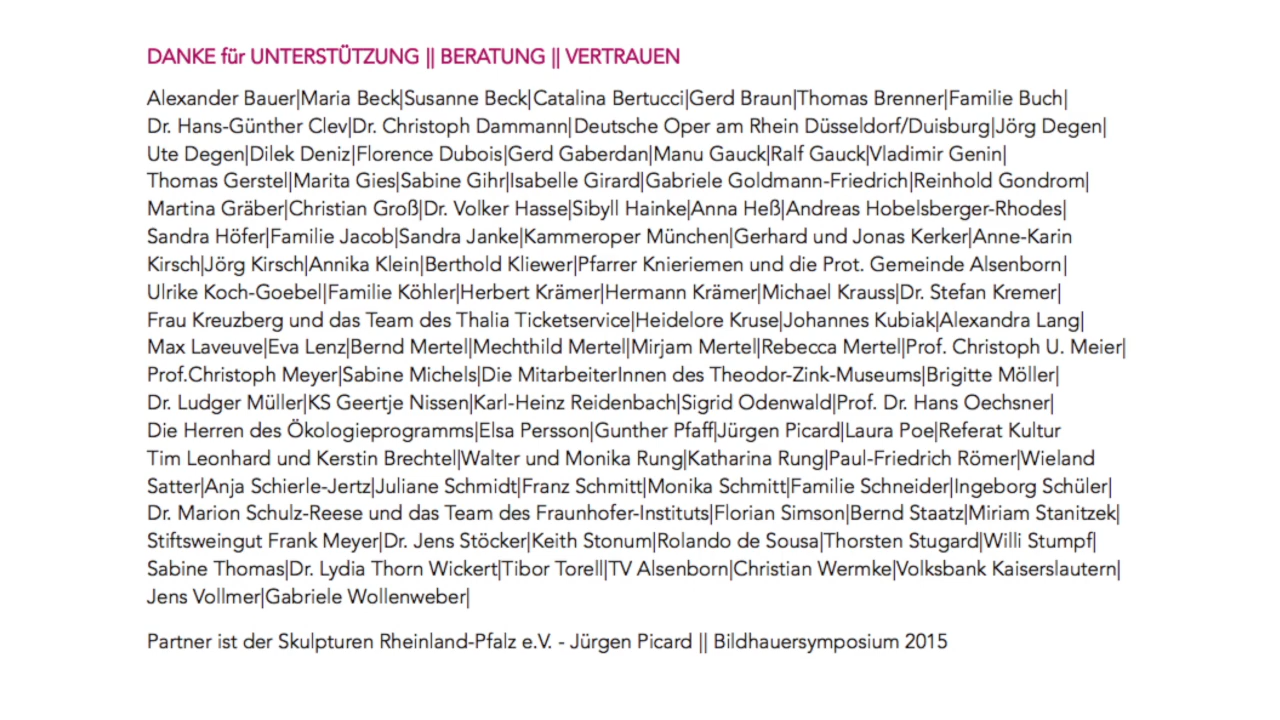 DANKE für UNTERSTÜTZUNG || BERATUNG || VERTRAUEN
Alexander Bauer|Maria Beck|Susanne Beck|Catalina Bertucci|Gerd Braun|Thomas Brenner|Familie Buch|
Dr. Hans-Günther Clev|Dr. Christoph Dammann|Deutsche Oper am Rhein Düsseldorf/Duisburg|Jörg Degen|
Ute Degen|Dilek Deniz|Florence Dubois|Gerd Gaberdan|Manu Gauck|Ralf Gauck|Vladimir Genin|
Thomas Gerstel|Marita Gies|Sabine Gihr|Isabelle Girard|Gabriele Goldmann-Friedrich|Reinhold Gondrom|
Martina Gräber|Christian Groß|Dr. Volker Hasse|Sibyll Hainke|Anna Heß|Andreas Hobelsberger-Rhodes|
Sandra Höfer|Familie Jacob|Sandra Janke|Kammeroper München|Gerhard und Jonas Kerker|Anne-Karin
Kirsch|Jörg Kirsch|Annika Klein|Berthold Kliewer|Pfarrer Knieriemen und die Prot. Gemeinde Alsenborn|
Ulrike Koch-Goebel|Familie Köhler|Herbert Krämer|Hermann Krämer|Michael Krauss|Dr. Stefan Kremer|
Frau Kreuzberg und das Team des Thalia Ticketservice|Heidelore Kruse|Johannes Kubiak|Alexandra Lang|
Max Laveuve|Eva Lenz|Bernd Mertel|Mechthild Mertel|Mirjam Mertel|Rebecca Mertel|Prof. Christoph U. Meier|
Prof.Christoph Meyer|Sabine Michels|Die MitarbeiterInnen des Theodor-Zink-Museums|Brigitte Möller|
Dr. Ludger Müller|KS Geertje Nissen|Karl-Heinz Reidenbach|Sigrid Odenwald|Prof. Dr. Hans Oechsner|
Die Herren des Ökologieprogramms|Elsa Persson|Gunther Pfaff|Jürgen Picard|Laura Poe|Referat Kultur
Tim Leonhard und Kerstin Brechtel|Walter und Monika Rung|Katharina Rung|Paul-Friedrich Römer|Wieland
Satter|Anja Schierle-Jertz|Juliane Schmidt|Franz Schmitt|Monika Schmitt|Familie Schneider|Ingeborg Schüler|
Dr. Marion Schulz-Reese und das Team des Fraunhofer-Instituts|Florian Simson|Bernd Staatz|Miriam Stanitzek|
Stiftsweingut Frank Meyer|Dr. Jens Stöcker|Keith Stonum|Rolando de Sousa|Thorsten Stugard|Willi Stumpf|
Sabine Thomas|Dr. Lydia Thorn Wickert|Tibor Torell|TV Alsenborn|Christian Wermke|Volksbank Kaiserslautern|
Jens Vollmer|Gabriele Wollenweber|
Partner ist der Skulpturen Rheinland-Pfalz e.V. - Jürgen Picard || Bildhauersymposium 2015